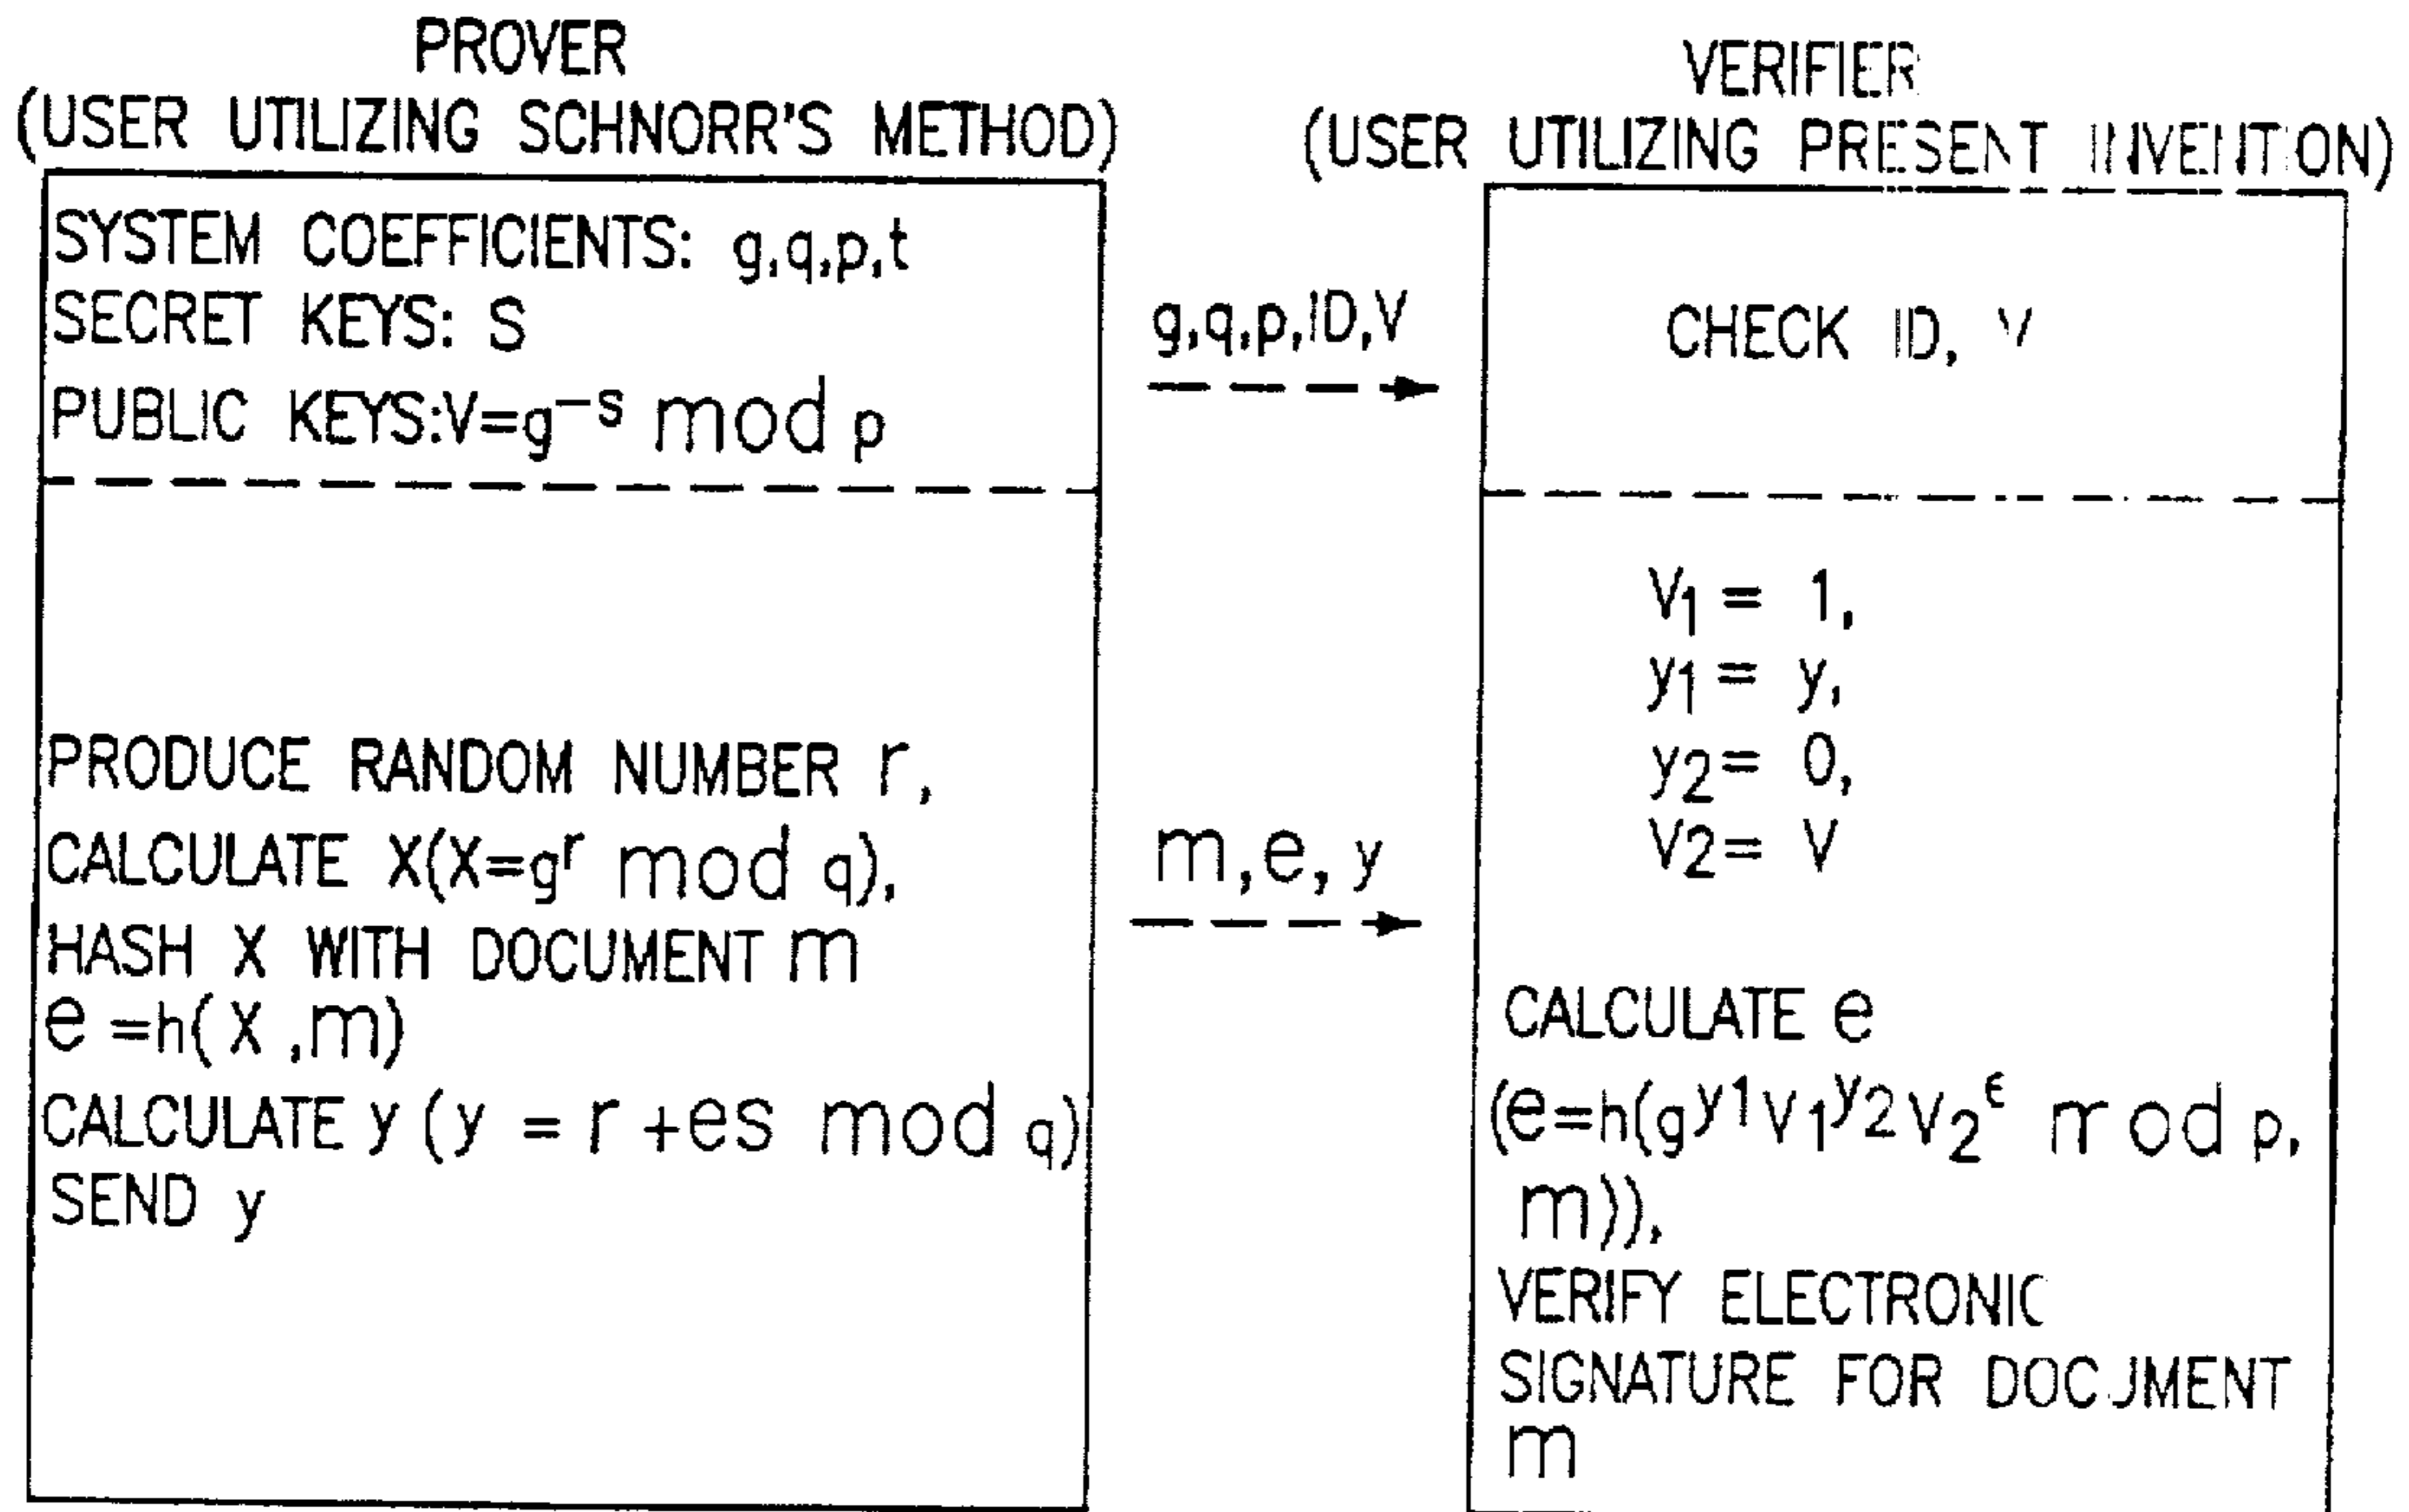 PROVER
(USER UTILIZING SCHNORR'S METHOD)
SYSTEM COEFFICIENTS: g,q,p,t
SECRET KEYS: S
PUBLIC KEYS:V=g⁻ˢ mod p
PRODUCE RANDOM NUMBER r,
CALCULATE X(X=gʳ mod q),
HASH X WITH DOCUMENT m
e =h(X ,m)
CALCULATE y (y = r +es mod q)
SEND y
g,q,p,ID,V
m,e,y
VERIFIER
(USER UTILIZING PRESENT INVENTION)
CHECK ID, V
V1 = 1,
y1 = y,
y2= 0,
V2= V
CALCULATE e
(e=h(g^y1 V1^y2 V2^e mod p,
m)),
VERIFY ELECTRONIC
SIGNATURE FOR DOCUMENT
m